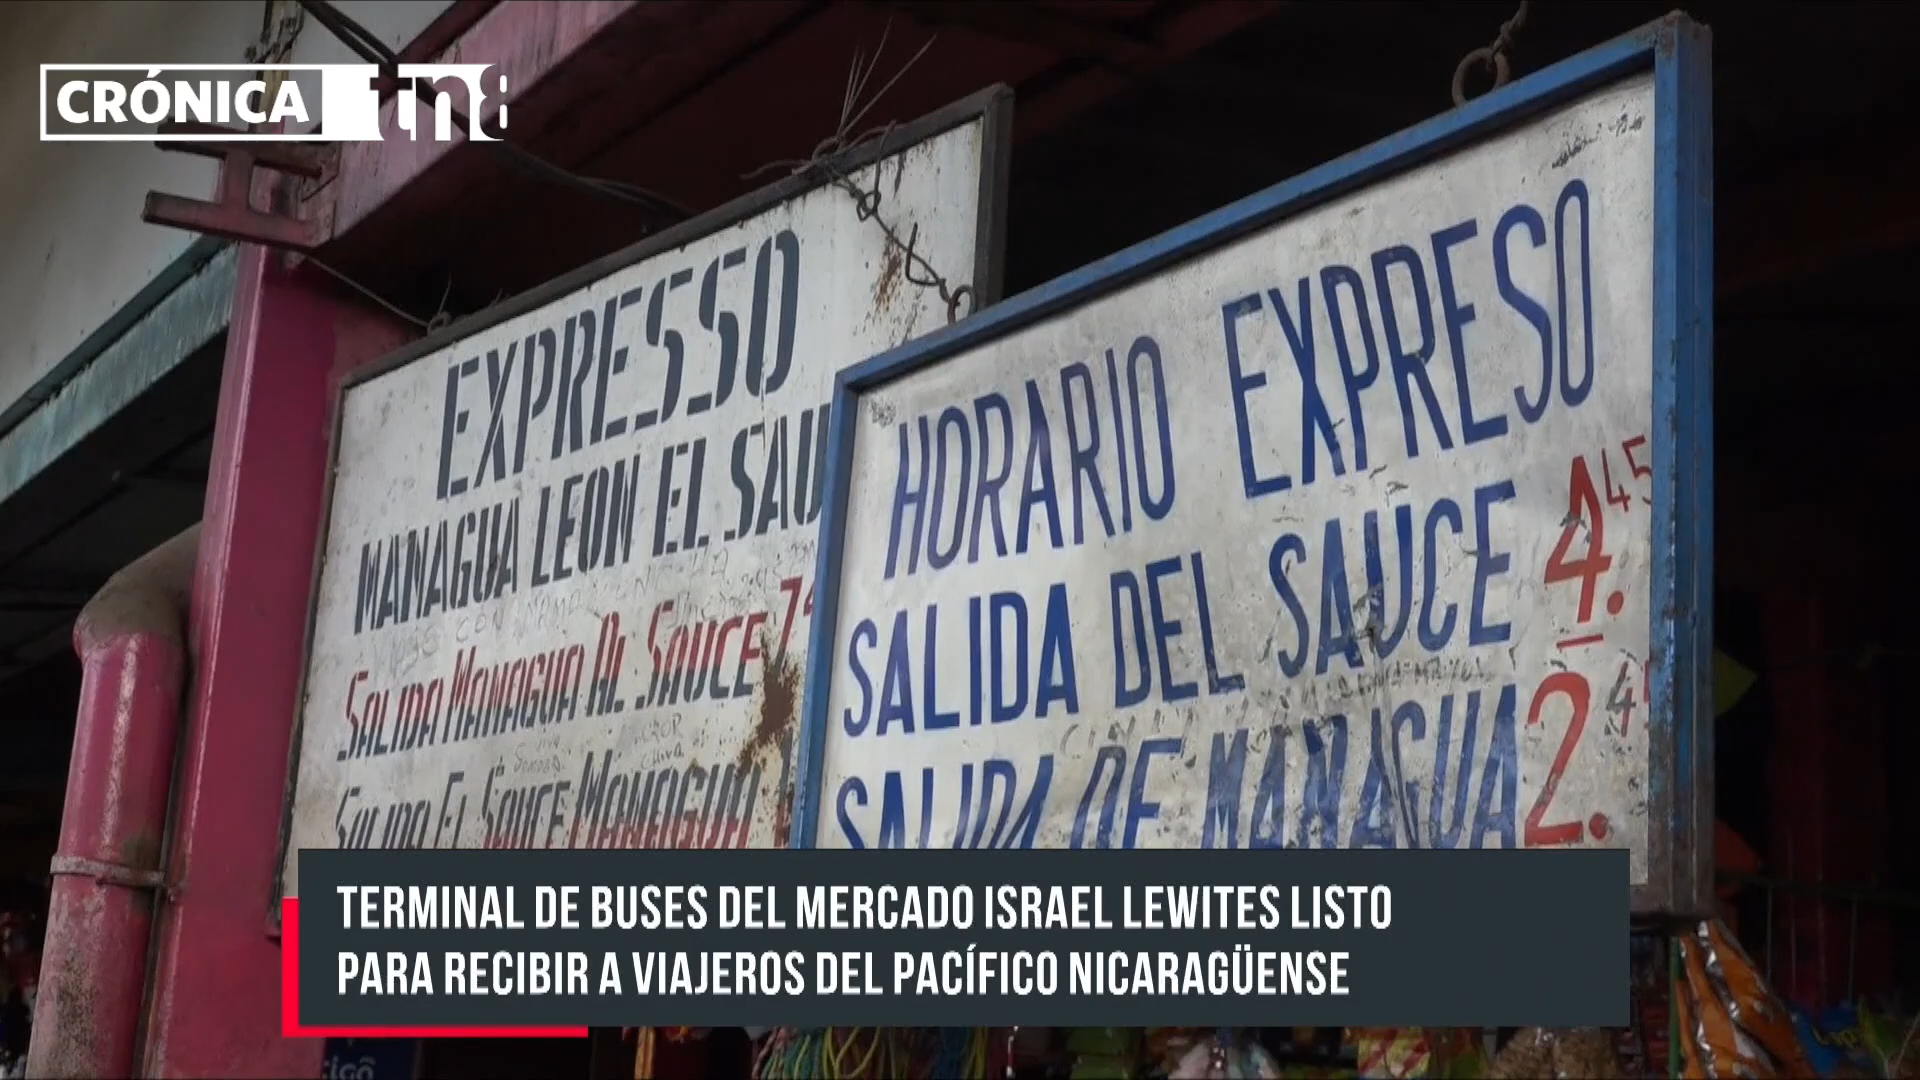 CRÓNICA tn8
EXPRESSO
MANAGUA LEON EL SAU
SALIDA MANAGUA AL SAUCE 7
SALIDA EL SAUCE MANAGUA
HORARIO EXPRESO
SALIDA DEL SAUCE 4.45
SALIDA DE MANAGUA 2.4
TERMINAL DE BUSES DEL MERCADO ISRAEL LEWITES LISTO
PARA RECIBIR A VIAJEROS DEL PACÍFICO NICARAGÜENSE